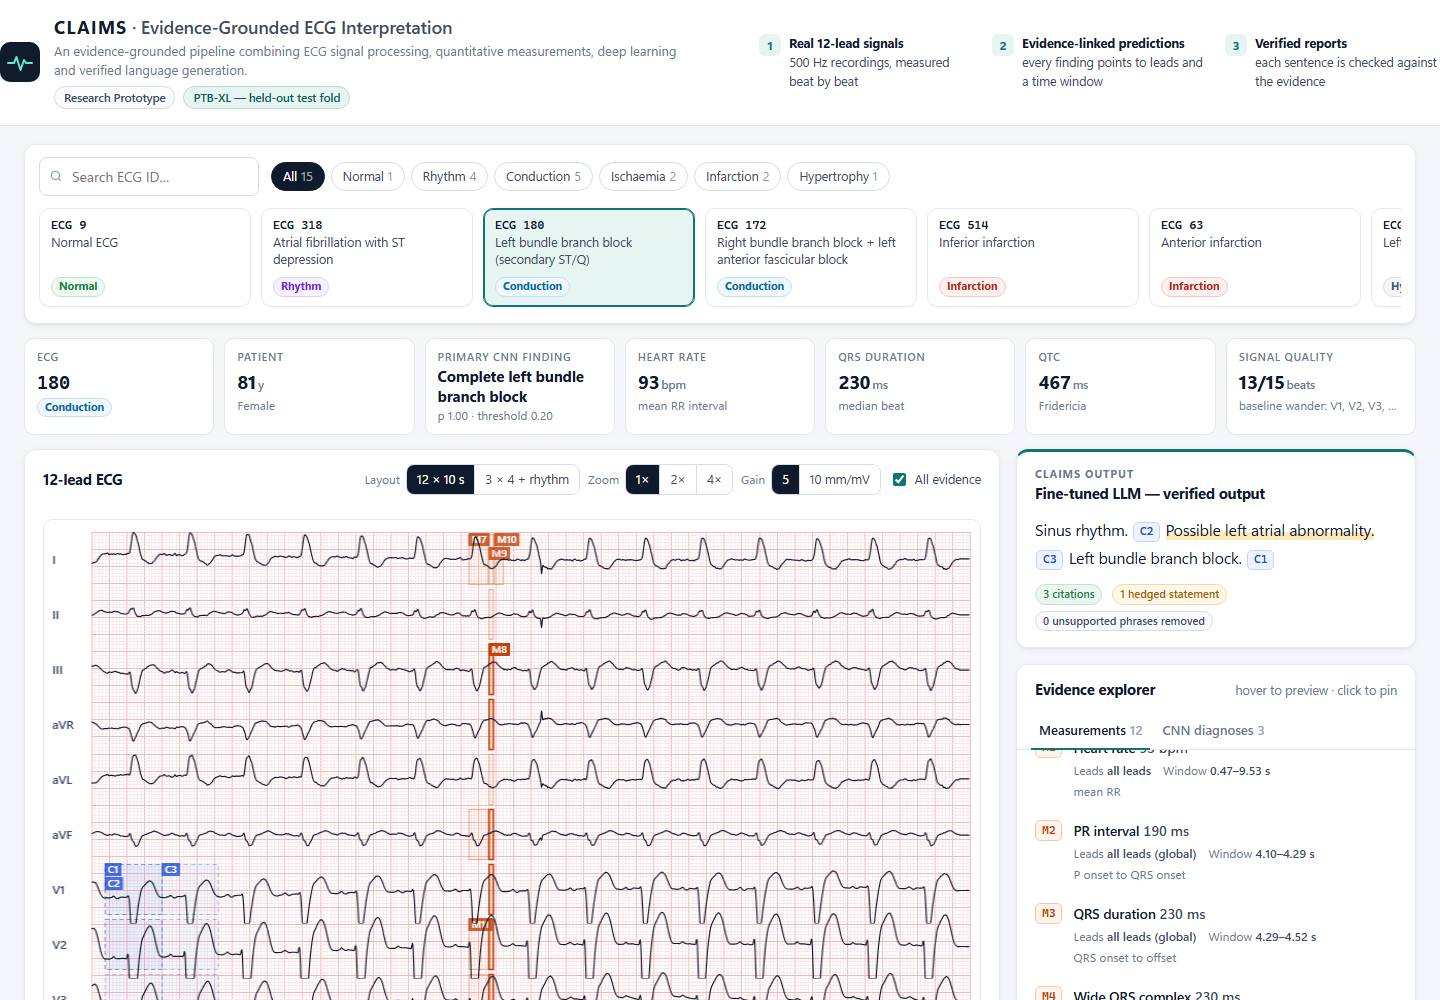 CLAIMS · Evidence-Grounded ECG Interpretation
An evidence-grounded pipeline combining ECG signal processing, quantitative measurements, deep learning
and verified language generation.
Research Prototype
PTB-XL — held-out test fold
1 Real 12-lead signals
500 Hz recordings, measured
beat by beat
2 Evidence-linked predictions
every finding points to leads and
a time window
3 Verified reports
each sentence is checked against
the evidence
Search ECG ID...
All 15
Normal 1
Rhythm 4
Conduction 5
Ischaemia 2
Infarction 2
Hypertrophy 1
ECG 9
Normal ECG
Normal
ECG 318
Atrial fibrillation with ST
depression
Rhythm
ECG 180
Left bundle branch block
(secondary ST/Q)
Conduction
ECG 172
Right bundle branch block + left
anterior fascicular block
Conduction
ECG 514
Inferior infarction
Infarction
ECG 63
Anterior infarction
Infarction
ECG
180
Conduction
PATIENT
81 y
Female
PRIMARY CNN FINDING
Complete left bundle
branch block
p 1.00 · threshold 0.20
HEART RATE
93 bpm
mean RR interval
QRS DURATION
230 ms
median beat
QTC
467 ms
Fridericia
SIGNAL QUALITY
13/15 beats
baseline wander: V1, V2, V3, ...
12-lead ECG
Layout 12 × 10 s 3 × 4 + rhythm Zoom 1× 2× 4× Gain 5 10 mm/mV All evidence
I
M10
M9
II
III
M8
aVR
aVL
aVF
V1
C1
C2
C3
V2
CLAIMS OUTPUT
Fine-tuned LLM — verified output
Sinus rhythm. C2 Possible left atrial abnormality.
C3 Left bundle branch block. C1
3 citations
1 hedged statement
0 unsupported phrases removed
Evidence explorer
hover to preview · click to pin
Measurements 12
CNN diagnoses 3
Heart rate 93 bpm
Leads all leads Window 0.47–9.53 s
mean RR
M2 PR interval 190 ms
Leads all leads (global) Window 4.10–4.29 s
P onset to QRS onset
M3 QRS duration 230 ms
Leads all leads (global) Window 4.29–4.52 s
QRS onset to offset
M4 Wide QRS complex 230 ms